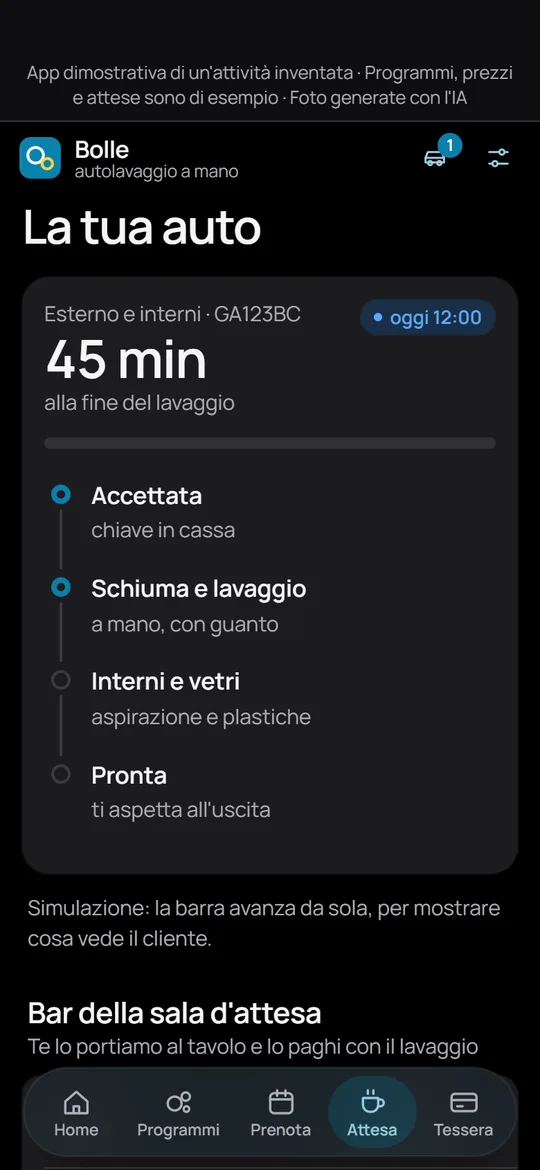 App dimostrativa di un'attività inventata · Programmi, prezzi
e attese sono di esempio · Foto generate con l'IA
Bolle
autolavaggio a mano
1
La tua auto
Esterno e interni · GA123BC
oggi 12:00
45 min
alla fine del lavaggio
Accettata
chiave in cassa
Schiuma e lavaggio
a mano, con guanto
Interni e vetri
aspirazione e plastiche
Pronta
ti aspetta all'uscita
Simulazione: la barra avanza da sola, per mostrare
cosa vede il cliente.
Bar della sala d'attesa
Te lo portiamo al tavolo e lo paghi con il lavaggio
Home
Programmi
Prenota
Attesa
Tessera